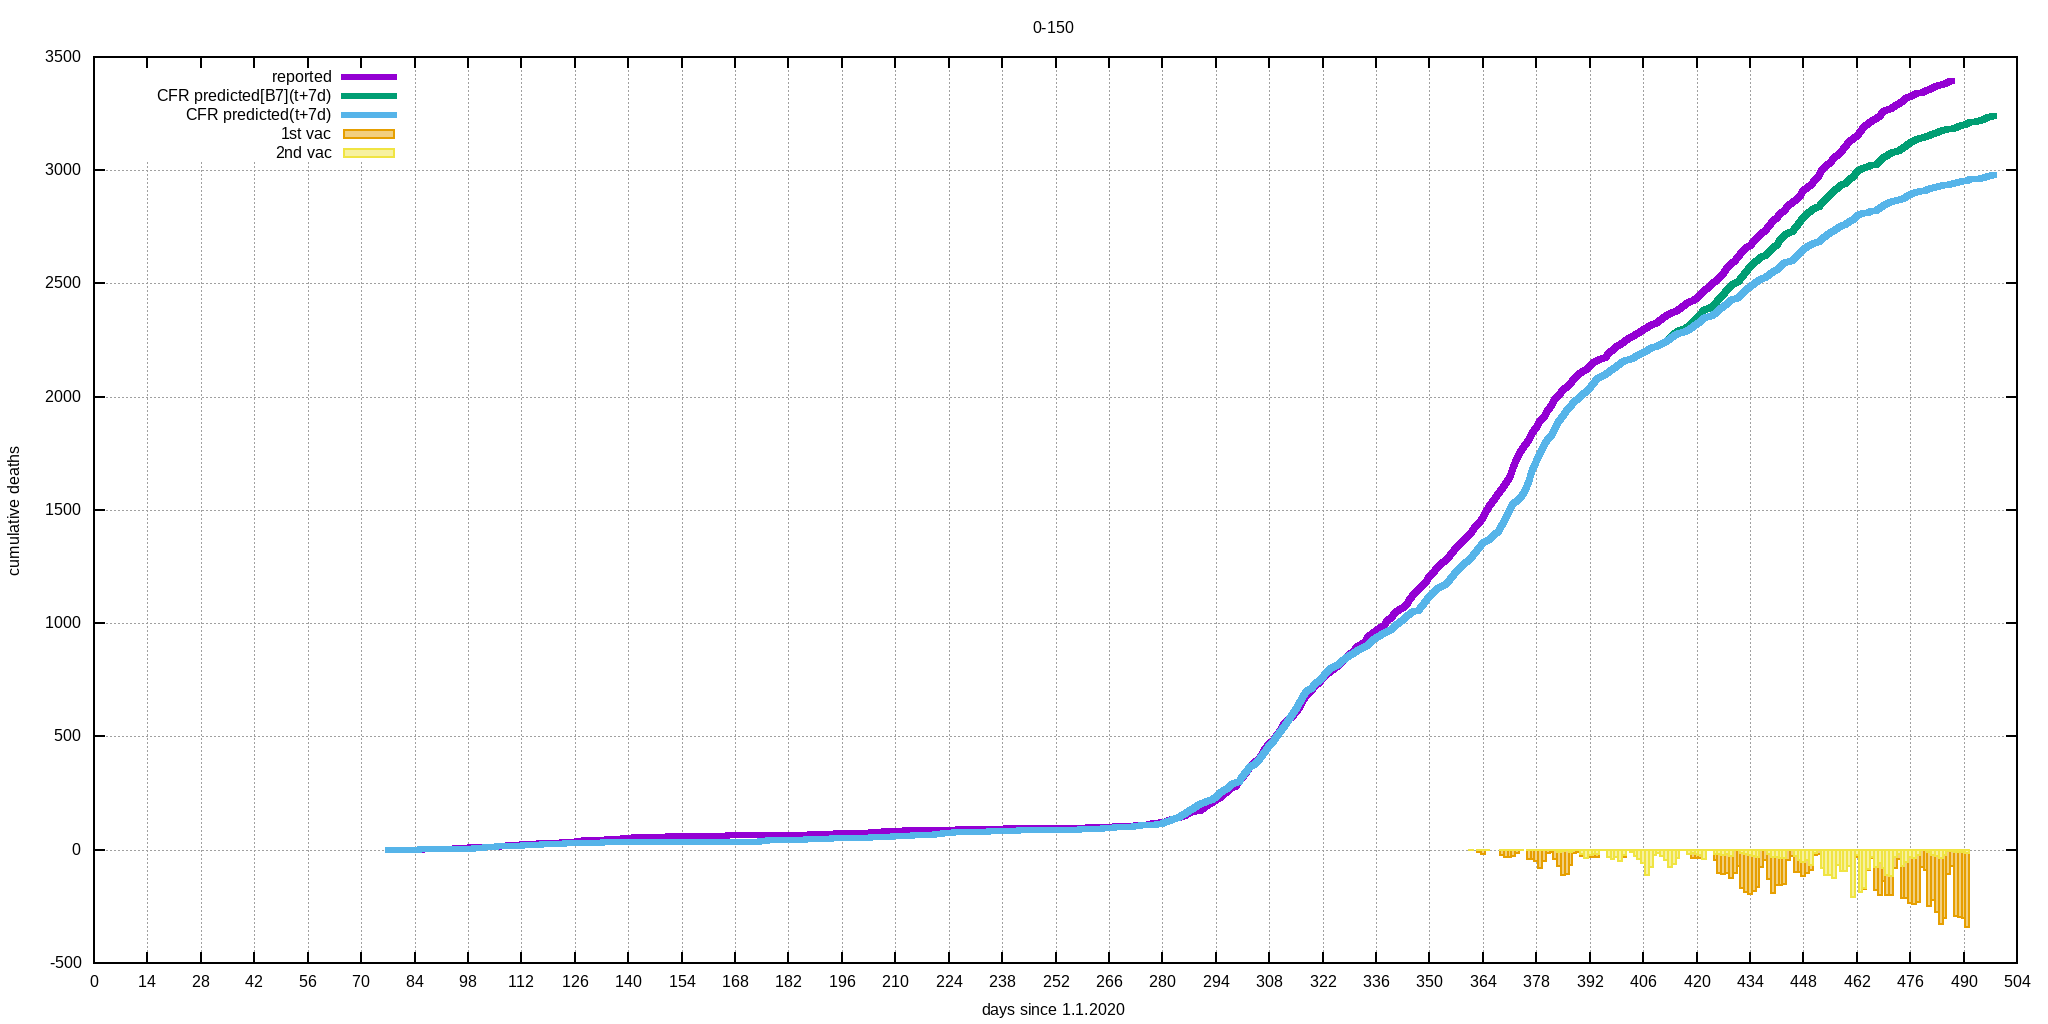 0-150
3500
3000
2500
2000
1500
1000
500
0
-500
cumulative deaths
reported
CFR predicted[B7](t+7d)
CFR predicted(t+7d)
1st vac
2nd vac
0 14 28 42 56 70 84 98 112 126 140 154 168 182 196 210 224 238 252 266 280 294 308 322 336 350 364 378 392 406 420 434 448 462 476 490 504
days since 1.1.2020